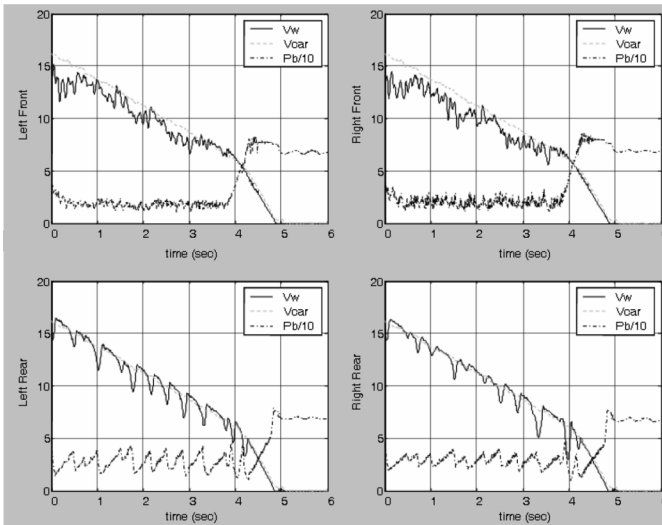 20
15
10
5
0
Left Front
Vw
Vcar
Pb/10
0 1 2 3 4 5 6
time (sec)
20
15
10
5
0
Right Front
Vw
Vcar
Pb/10
0 1 2 3 4 5 6
time (sec)
20
15
10
5
0
Left Rear
Vw
Vcar
Pb/10
0 1 2 3 4 5 6
time (sec)
20
15
10
5
0
Right Rear
Vw
Vcar
Pb/10
0 1 2 3 4 5
time (sec)